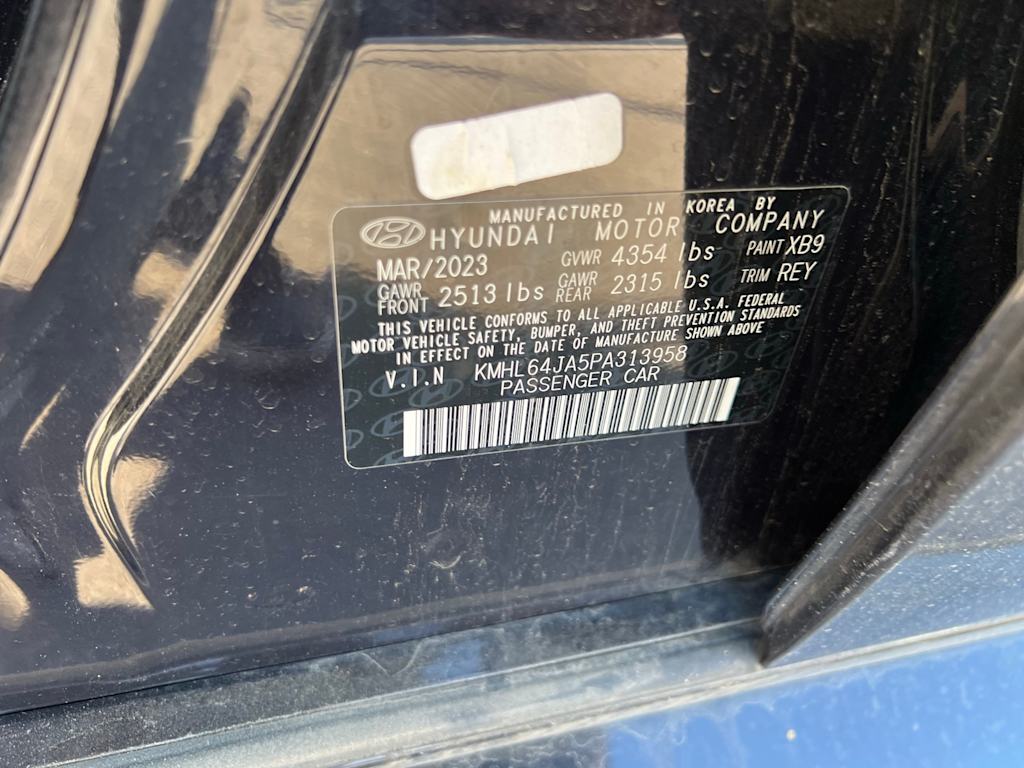 MANUFACTURED IN KOREA BY
HYUNDAI MOTOR COMPANY
MAR/2023 GVWR 4354 lbs PAINT XB9
GAWR FRONT 2513 lbs GAWR REAR 2315 lbs TRIM REY
THIS VEHICLE CONFORMS TO ALL APPLICABLE U.S.A. FEDERAL
MOTOR VEHICLE SAFETY, BUMPER, AND THEFT PREVENTION STANDARDS
IN EFFECT ON THE DATE OF MANUFACTURE SHOWN ABOVE
V.I.N KMHL64JA5PA313958
PASSENGER CAR